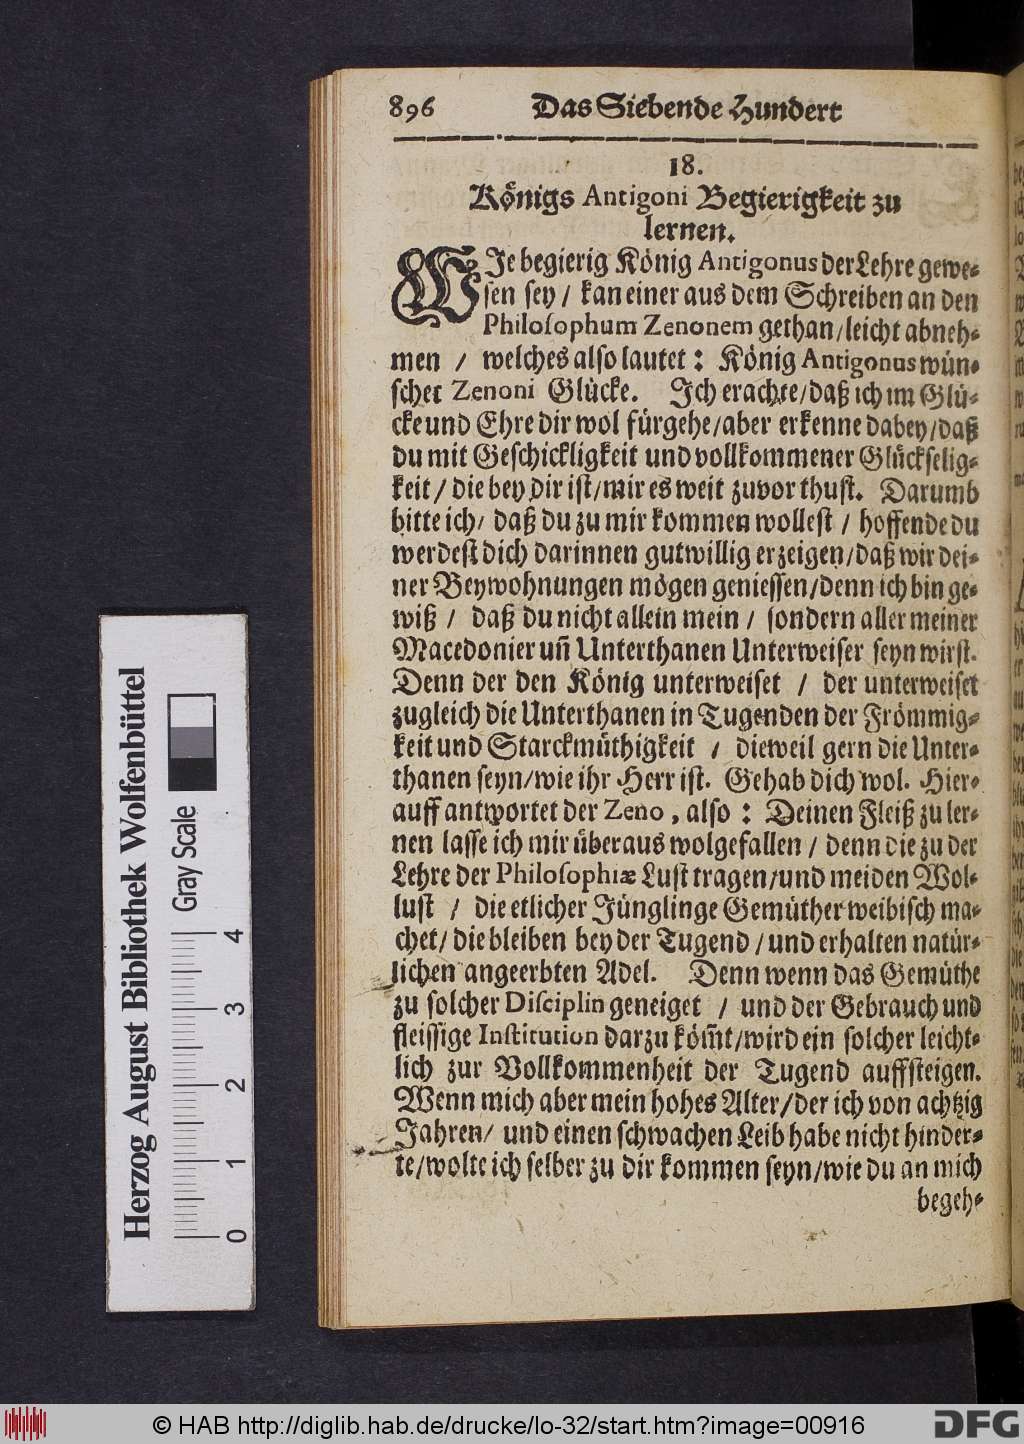 896 Das Siebende Hundert
18.
Königs Antigoni Begierigkeit zu
lernen.
WIe begierig König Antigonus der Lehre gewe-
sen sey / kan einer aus dem Schreiben an den
Philosophum Zenonem gethan / leicht abneh-
men / welches also lautet : König Antigonus wün-
schet Zenoni Glücke. Ich erachte / daß ich im Glü-
cke und Ehre dir wol fürgehe / aber erkenne dabey / daß
du mit Geschickligkeit und vollkommener Glückselig-
keit / die bey dir ist / mir es weit zuvor thust. Darumb
bitte ich / daß du zu mir kommen wollest / hoffende du
werdest dich darinnen gutwillig erzeigen / daß wir dei-
ner Beywohnungen mögen geniessen / denn ich bin ge-
wiß / daß du nicht allein mein / sondern aller meiner
Macedonier uñ Unterthanen Unterweiser seyn wirst.
Denn der den König unterweiset / der unterweiset
zugleich die Unterthanen in Tugenden der Frömmig-
keit und Starckmüthigkeit / dieweil gern die Unter-
thanen seyn / wie ihr Herr ist. Gehab dich wol. Hier-
auff antwortet der Zeno, also : Deinen Fleiß zu ler-
nen lasse ich mir überaus wolgefallen / denn die zu der
Lehre der Philosophiæ Lust tragen / und meiden Wol-
lust / die etlicher Jünglinge Gemüther weibisch ma-
chet / die bleiben bey der Tugend / und erhalten natür-
lichen angeerbten Adel. Denn wenn das Gemüthe
zu solcher Disciplin geneiget / und der Gebrauch und
fleissige Institution darzu köm̃t / wird ein solcher leicht-
lich zur Vollkommenheit der Tugend auffsteigen.
Wenn mich aber mein hohes Alter / der ich von achtzig
Jahren / und einen schwachen Leib habe nicht hinder-
te / wolte ich selber zu dir kommen seyn / wie du an mich
begeh-
Herzog August Bibliothek Wolfenbüttel
Gray Scale
0 1 2 3 4
© HAB http://diglib.hab.de/drucke/lo-32/start.htm?image=00916
DFG